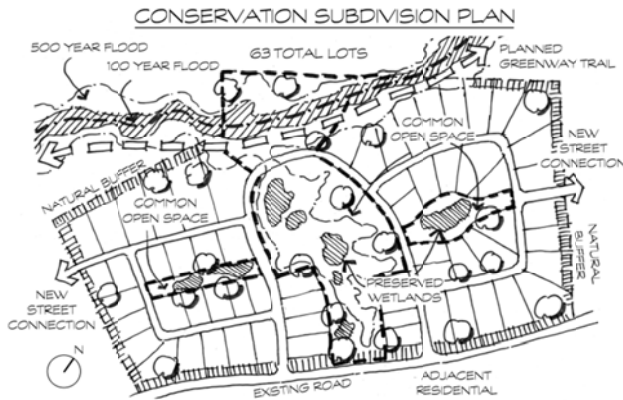 CONSERVATION SUBDIVISION PLAN
500 YEAR FLOOD
63 TOTAL LOTS
100 YEAR FLOOD
PLANNED
GREENWAY TRAIL
COMMON
OPEN SPACE
NEW
STREET
CONNECTION
NATURAL BUFFER
COMMON
OPEN SPACE
NATURAL
BUFFER
PRESERVED
WETLANDS
NEW
STREET
CONNECTION
N
EXSTING ROAD
ADJACENT
RESIDENTIAL